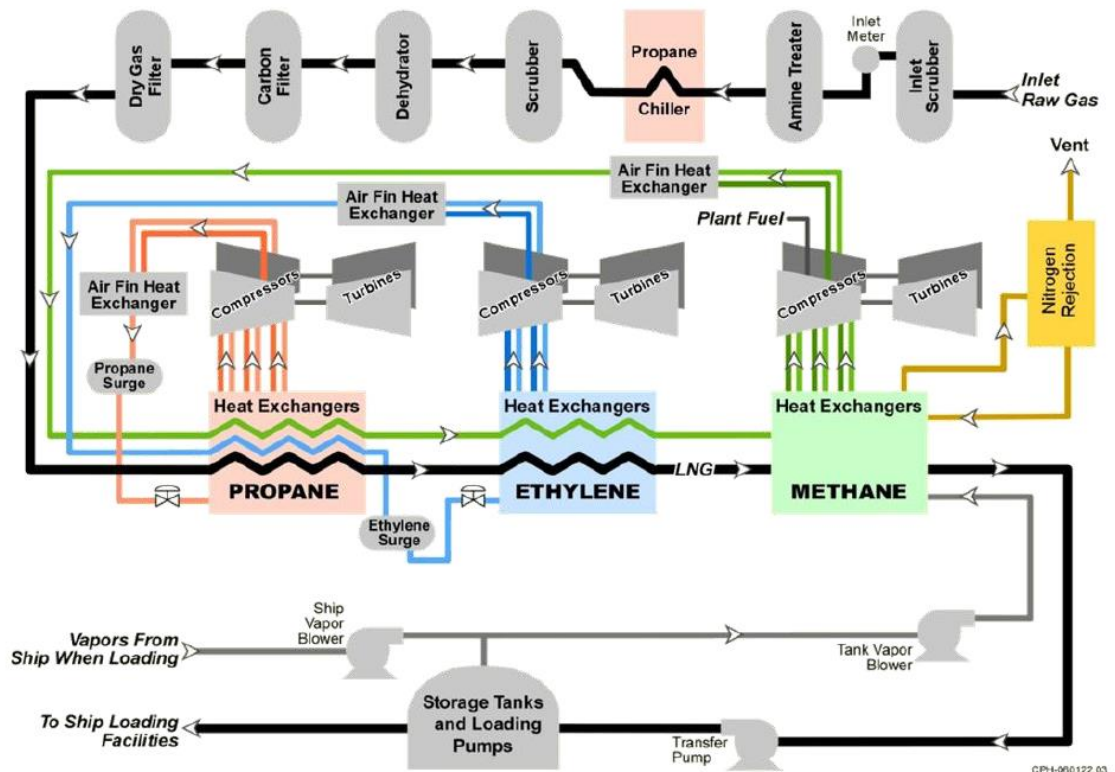 Dry Gas
Filter
Carbon
Filter
Dehydrator
Scrubber
Propane
Chiller
Amine Treater
Inlet
Meter
Inlet
Scrubber
Inlet
Raw Gas
Vent
Air Fin Heat
Exchanger
Air Fin Heat
Exchanger
Plant Fuel
Nitrogen
Rejection
Air Fin Heat
Exchanger
Compressors
Turbines
Compressors
Turbines
Compressors
Turbines
Propane
Surge
Heat Exchangers
Heat Exchangers
Heat Exchangers
LNG
PROPANE
ETHYLENE
METHANE
Ethylene
Surge
Ship
Vapor
Blower
Vapors From
Ship When Loading
Tank Vapor
Blower
Storage Tanks
and Loading
Pumps
To Ship Loading
Facilities
Transfer
Pump
CPH-060122.03